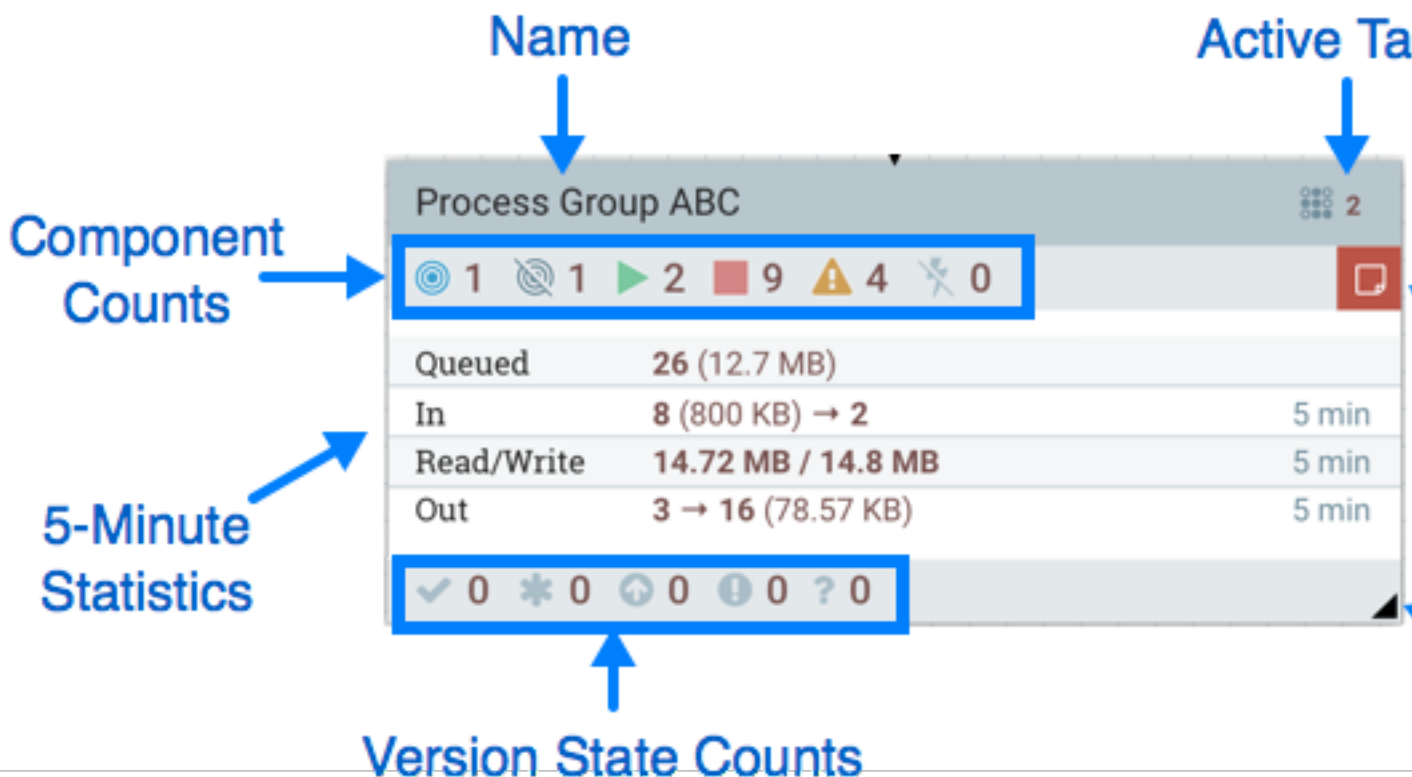 Name
Active Ta
Process Group ABC 2
Component
Counts
1 1 2 9 4 0
Queued 26 (12.7 MB)
In 8 (800 KB) → 2 5 min
Read/Write 14.72 MB / 14.8 MB 5 min
Out 3 → 16 (78.57 KB) 5 min
5-Minute
Statistics
0 0 0 0 ? 0
Version State Counts